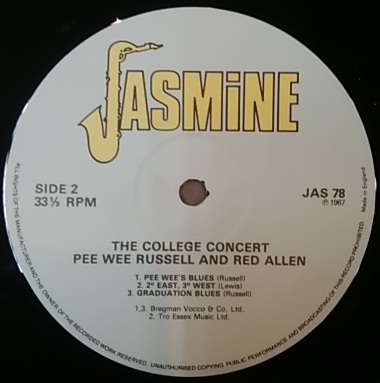 JASMiNE
SIDE 2
33⅓ RPM
JAS 78
℗ 1967
Made in England
THE COLLEGE CONCERT
PEE WEE RUSSELL AND RED ALLEN
1. PEE WEE'S BLUES (Russell)
2. 2° EAST, 3° WEST (Lewis)
3. GRADUATION BLUES (Russell)
1,3. Bregman Vocco & Co. Ltd.
2. Tro Essex Music Ltd.
ALL RIGHTS OF THE MANUFACTURER AND THE OWNER OF THE RECORDED WORK RESERVED. UNAUTHORISED COPYING, PUBLIC PERFORMANCE AND BROADCASTING OF THIS RECORD PROHIBITED.